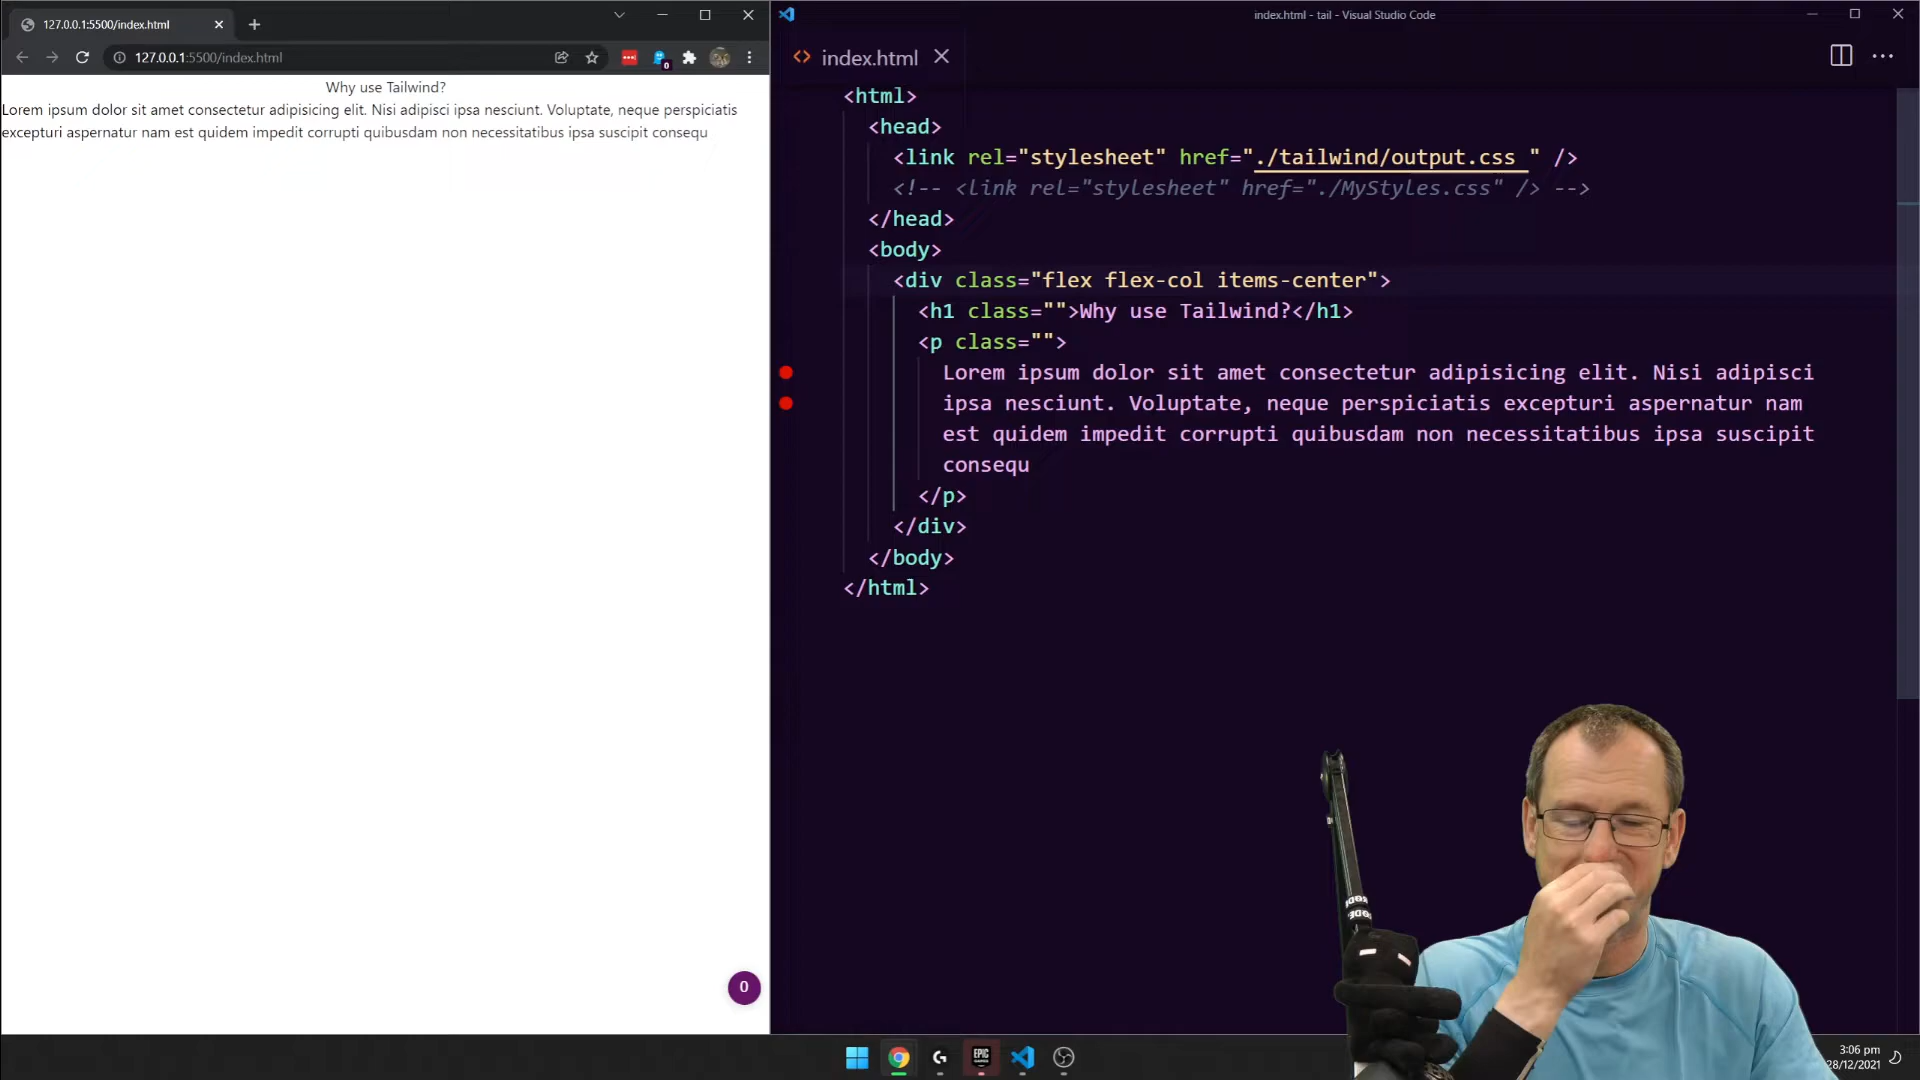 127.0.0.1:5500/index.html
127.0.0.1:5500/index.html
0
Why use Tailwind?
Lorem ipsum dolor sit amet consectetur adipisicing elit. Nisi adipisci ipsa nesciunt. Voluptate, neque perspiciatis
excepturi aspernatur nam est quidem impedit corrupti quibusdam non necessitatibus ipsa suscipit consequ
0
index.html - tail - Visual Studio Code
index.html
<html>
<head>
<link rel="stylesheet" href="./tailwind/output.css " />
<!-- <link rel="stylesheet" href="./MyStyles.css" /> -->
</head>
<body>
<div class="flex flex-col items-center">
<h1 class="">Why use Tailwind?</h1>
<p class="">
Lorem ipsum dolor sit amet consectetur adipisicing elit. Nisi adipisci
ipsa nesciunt. Voluptate, neque perspiciatis excepturi aspernatur nam
est quidem impedit corrupti quibusdam non necessitatibus ipsa suscipit
consequ
</p>
</div>
</body>
</html>
EPIC
3:06 pm
28/12/2021